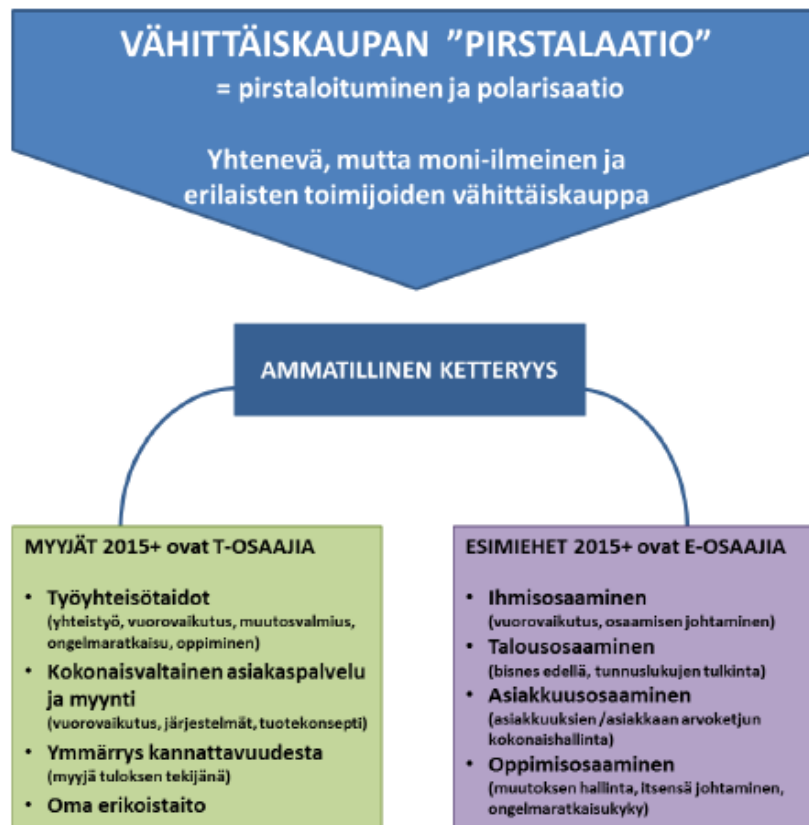 VÄHITTÄISKAUPAN ”PIRSTALAATIO”
= pirstaloituminen ja polarisaatio
Yhtenevä, mutta moni-ilmeinen ja
erilaisten toimijoiden vähittäiskauppa
AMMATILLINEN KETTERYYS
MYYJÄT 2015+ ovat T-OSAAJIA
• Työyhteisötaidot
(yhteistyö, vuorovaikutus, muutosvalmius,
ongelmaratkaisu, oppiminen)
• Kokonaisvaltainen asiakaspalvelu
ja myynti
(vuorovaikutus, järjestelmät, tuotekonsepti)
• Ymmärrys kannattavuudesta
(myyjä tuloksen tekijänä)
• Oma erikoistaito
ESIMIEHET 2015+ ovat E-OSAAJIA
• Ihmisosaaminen
(vuorovaikutus, osaamisen johtaminen)
• Talousosaaminen
(bisnes edellä, tunnuslukujen tulkinta)
• Asiakkuusosaaminen
(asiakkuuksien /asiakkaan arvoketjun
kokonaishallinta)
• Oppimisosaaminen
(muutoksen hallinta, itsensä johtaminen,
ongelmaratkaisukyky)